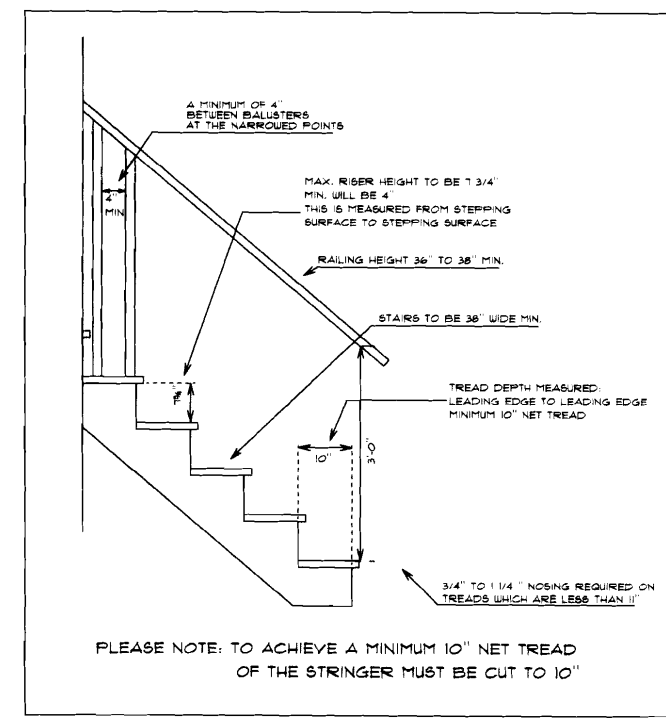 A MINIMUM OF 4"
BETWEEN BALUSTERS
AT THE NARROWED POINTS
MAX. RISER HEIGHT TO BE 7 3/4"
MIN. WILL BE 4"
THIS IS MEASURED FROM STEPPING
SURFACE TO STEPPING SURFACE
4"
MIN
RAILING HEIGHT 36" TO 38" MIN.
STAIRS TO BE 38" WIDE MIN.
TREAD DEPTH MEASURED:
LEADING EDGE TO LEADING EDGE
MINIMUM 10" NET TREAD
10"
3'-0"
3/4" TO 1 1/4" NOSING REQUIRED ON
TREADS WHICH ARE LESS THAN 11"
PLEASE NOTE: TO ACHIEVE A MINIMUM 10" NET TREAD
OF THE STRINGER MUST BE CUT TO 10"